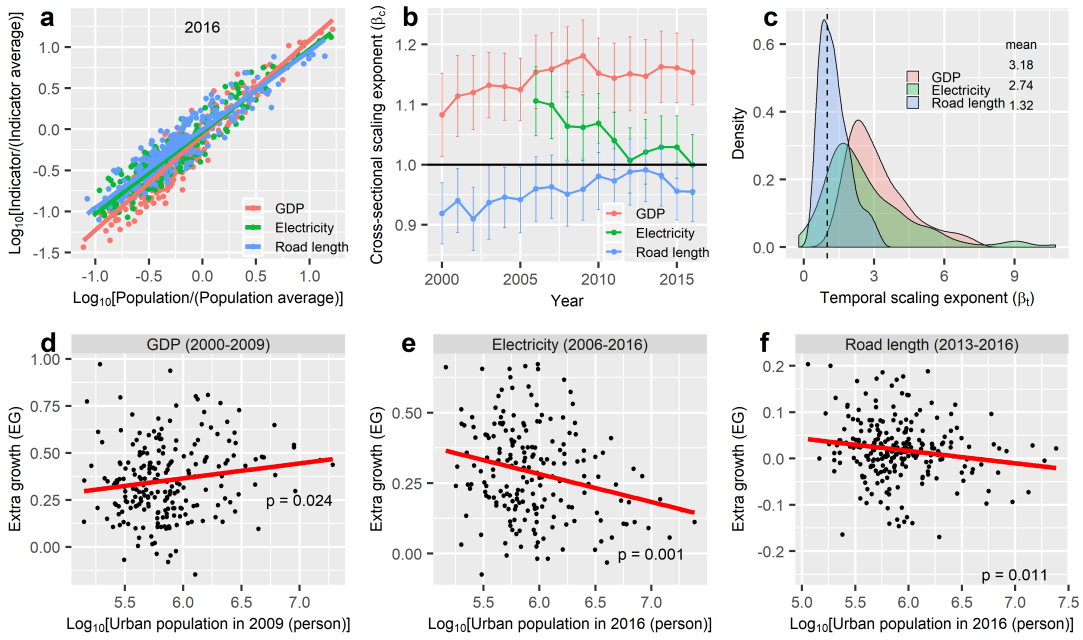 a
2016
Log10[Indicator/(Indicator average)]
1.0
0.5
0.0
-0.5
-1.0
-1.5
GDP
Electricity
Road length
-1.0
-0.5
0.0
0.5
1.0
Log10[Population/(Population average)]
b
Cross-sectional scaling exponent (βc)
1.2
1.1
1.0
0.9
GDP
Electricity
Road length
2000
2005
2010
2015
Year
c
Density
0.6
0.4
0.2
0.0
mean
GDP
Electricity
Road length
3.18
2.74
1.32
0
3
6
9
Temporal scaling exponent (βt)
d
GDP (2000-2009)
Extra growth (EG)
1.00
0.75
0.50
0.25
0.00
p = 0.024
5.5
6.0
6.5
7.0
Log10[Urban population in 2009 (person)]
e
Electricity (2006-2016)
Extra growth (EG)
0.50
0.25
0.00
p = 0.001
5.5
6.0
6.5
7.0
Log10[Urban population in 2016 (person)]
f
Road length (2013-2016)
Extra growth (EG)
0.2
0.1
0.0
-0.1
-0.2
p = 0.011
5.0
5.5
6.0
6.5
7.0
7.5
Log10[Urban population in 2016 (person)]